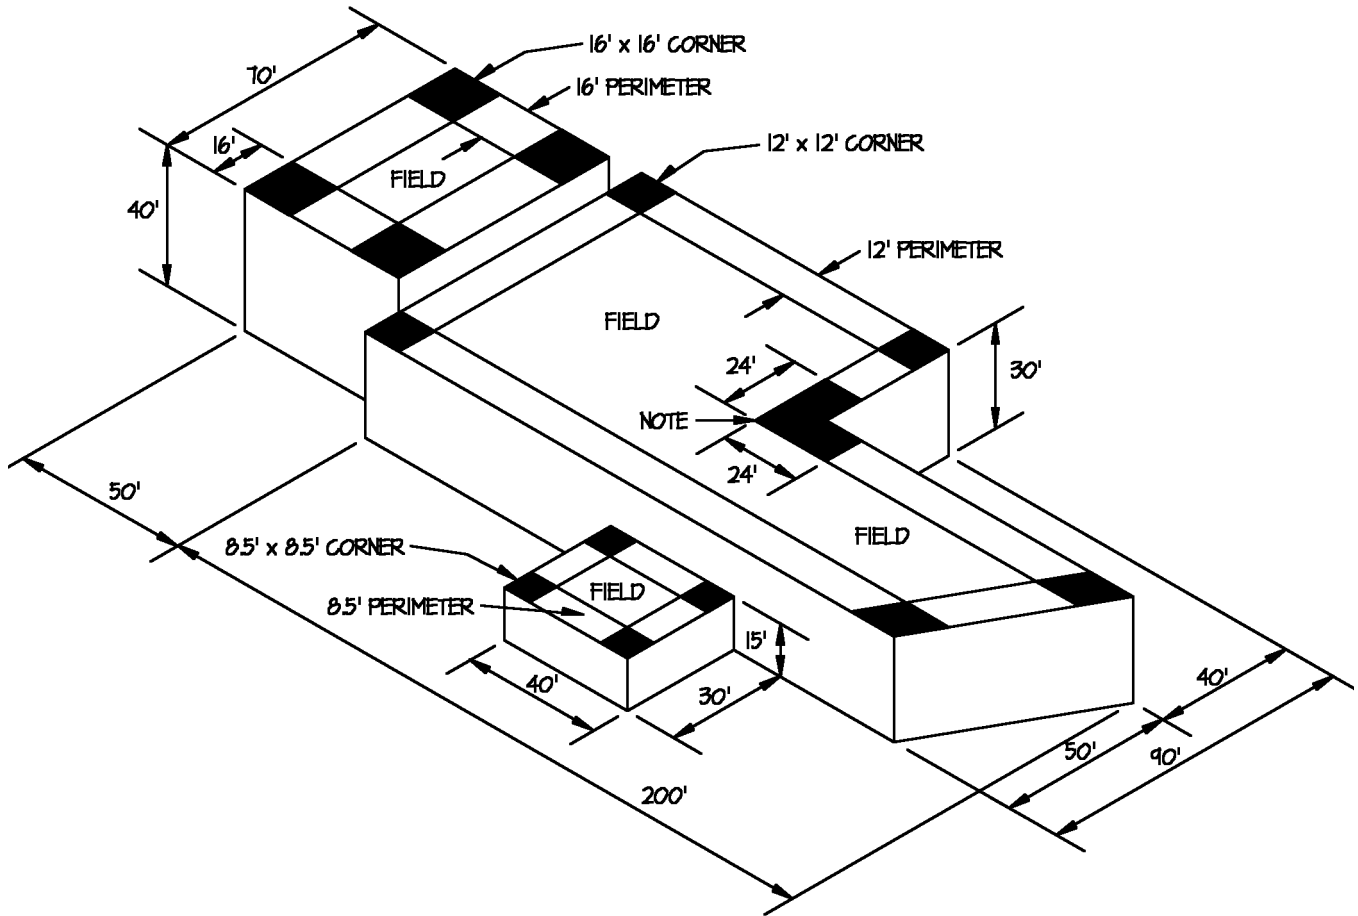 16' x 16' CORNER
70'
16' PERIMETER
16'
12' x 12' CORNER
FIELD
40'
12' PERIMETER
FIELD
24'
30'
NOTE
24'
50'
FIELD
8.5' x 8.5' CORNER
FIELD
8.5' PERIMETER
15'
40'
30'
40'
50'
90'
200'